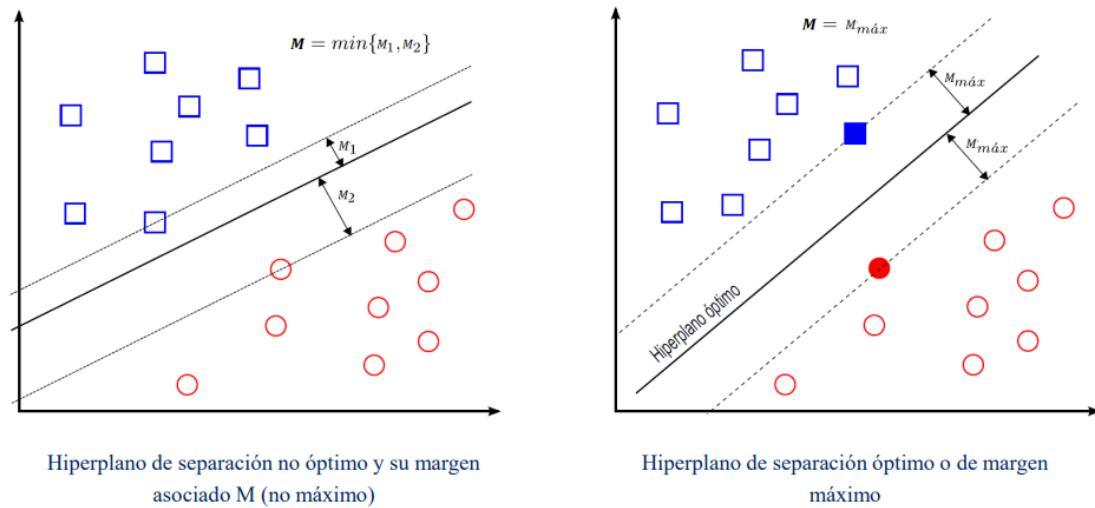 M = min{M₁, M₂}
M₁
M₂
Hiperplano de separación no óptimo y su margen
asociado M (no máximo)
M = Mmáx
Mmáx
Mmáx
Hiperplano óptimo
Hiperplano de separación óptimo o de margen
máximo